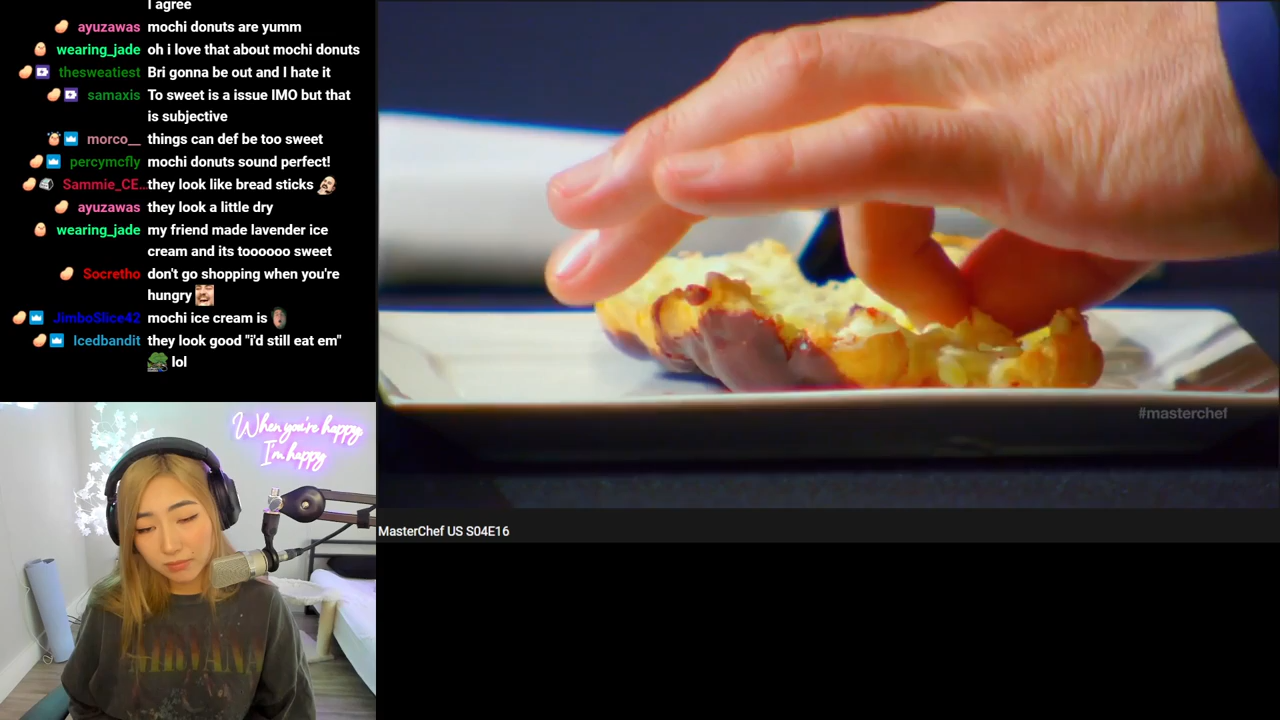 I agree
ayuzawas mochi donuts are yumm
wearing_jade oh i love that about mochi donuts
thesweatiest Bri gonna be out and I hate it
samaxis To sweet is a issue IMO but that
is subjective
morco__ things can def be too sweet
percymcfly mochi donuts sound perfect!
Sammie_CE… they look like bread sticks
ayuzawas they look a little dry
wearing_jade my friend made lavender ice
cream and its toooooo sweet
Socretho don't go shopping when you're
hungry
JimboSlice42 mochi ice cream is
Icedbandit they look good "i'd still eat em"
lol
#masterchef
MasterChef US S04E16
When you're happy
I'm happy
NIRVANA